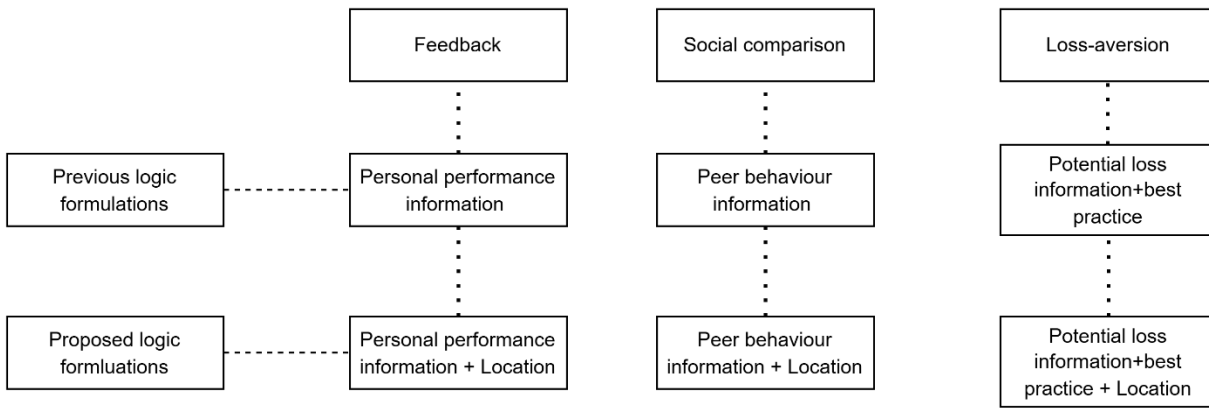 Feedback
Social comparison
Loss-aversion
Previous logic
formulations
Personal performance
information
Peer behaviour
information
Potential loss
information+best
practice
Proposed logic
formluations
Personal performance
information + Location
Peer behaviour
information + Location
Potential loss
information+best
practice + Location